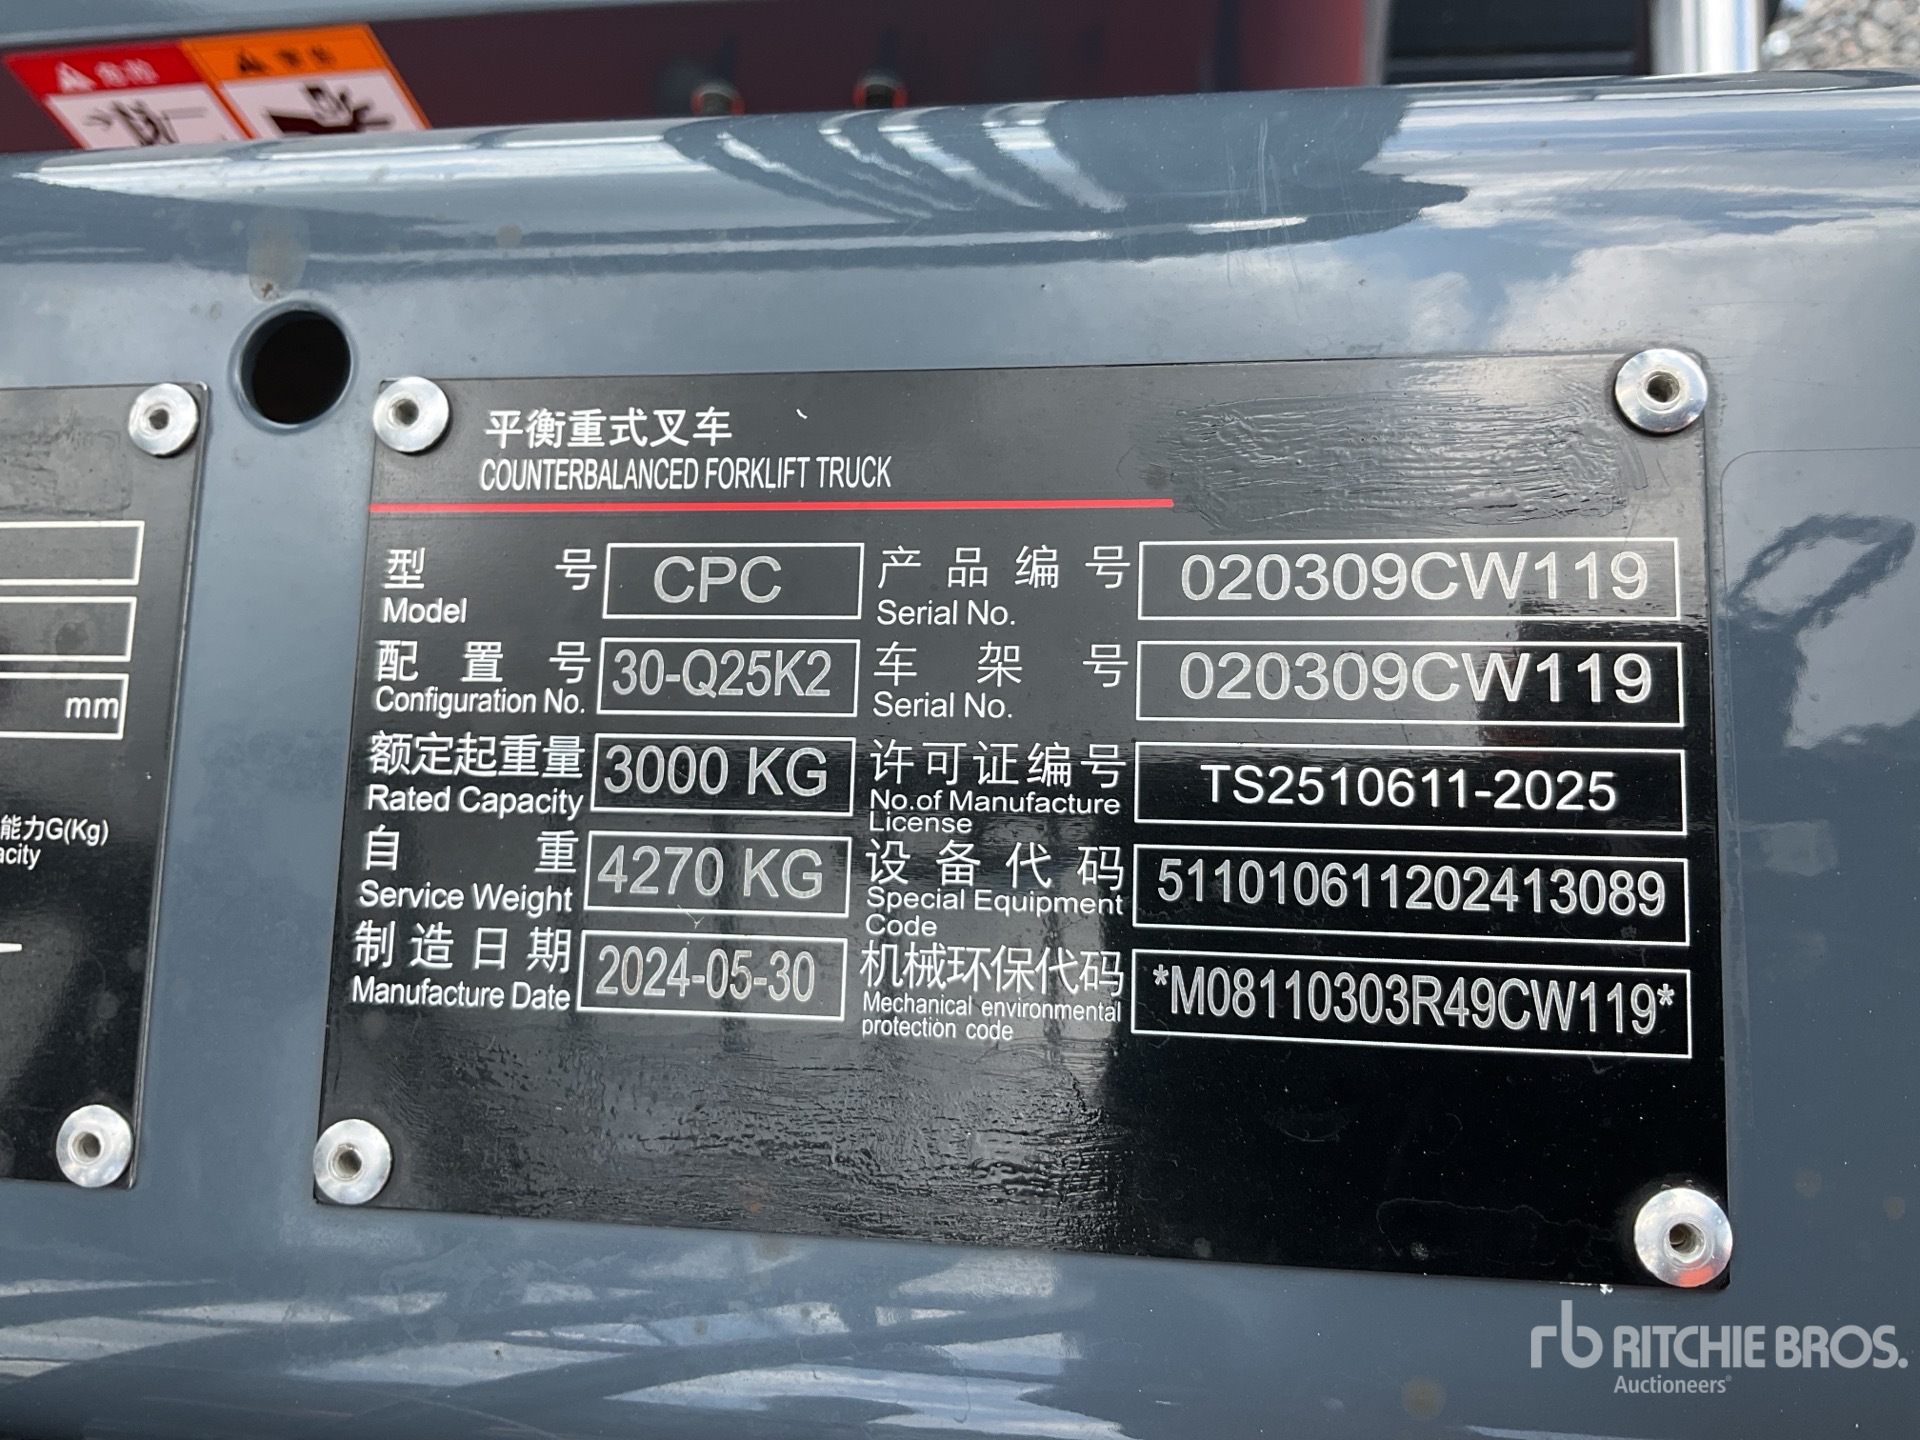 平衡重式叉车
COUNTERBALANCED FORKLIFT TRUCK
型 号 CPC 产品编号 020309CW119
Model Serial No.
配置号 30-Q25K2 车架号 020309CW119
Configuration No. Serial No.
额定起重量 3000 KG 许可证编号 TS2510611-2025
Rated Capacity No.of Manufacture
License
自 重 4270 KG 设备代码 511010611202413089
Service Weight Special Equipment
Code
制造日期 2024-05-30 机械环保代码 *M08110303R49CW119*
Manufacture Date Mechanical environmental
protection code
mm
能力G(Kg)
acity
rb RITCHIE BROS.
Auctioneers